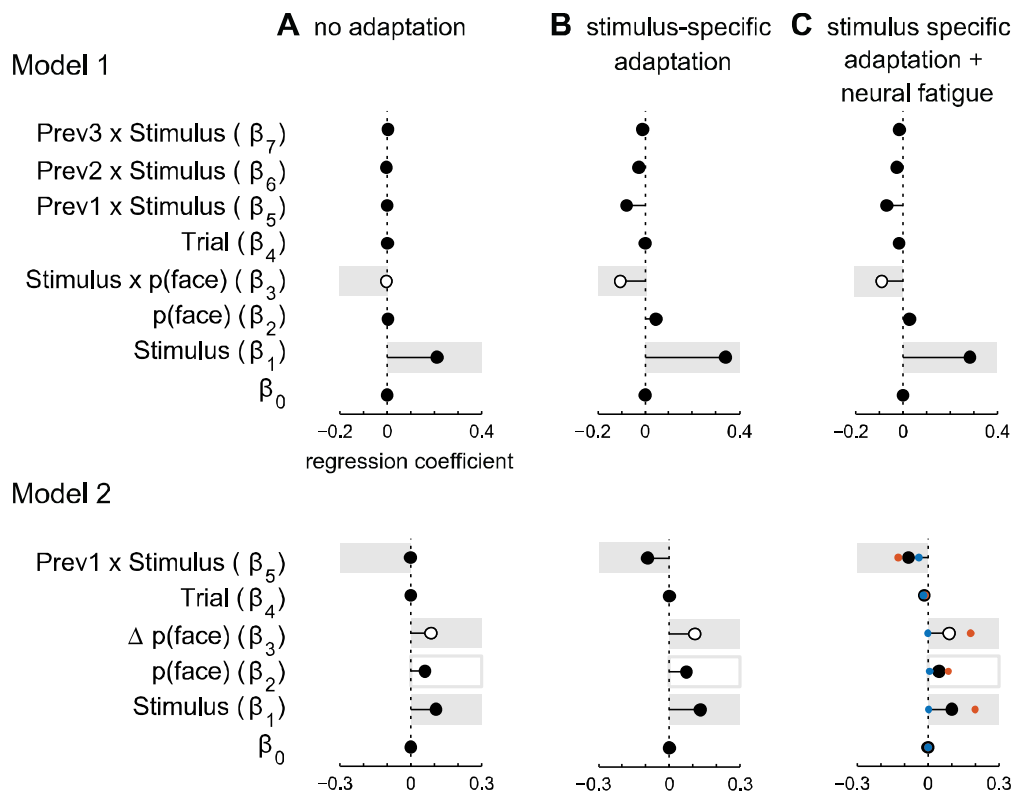 A no adaptation
B stimulus-specific
adaptation
C stimulus specific
adaptation +
neural fatigue
Model 1
Prev3 x Stimulus ( β7)
Prev2 x Stimulus ( β6)
Prev1 x Stimulus ( β5)
Trial ( β4)
Stimulus x p(face) ( β3)
p(face) ( β2)
Stimulus ( β1)
β0
−0.2 0 0.4
−0.2 0 0.4
−0.2 0 0.4
regression coefficient
Model 2
Prev1 x Stimulus ( β5)
Trial ( β4)
Δ p(face) ( β3)
p(face) ( β2)
Stimulus ( β1)
β0
−0.3 0 0.3
−0.3 0 0.3
−0.3 0 0.3